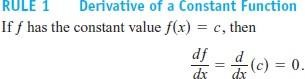 RULE 1 Derivative of a Constant Function
If f has the constant value f(x) = c, then
df/dx = d/dx (c) = 0.